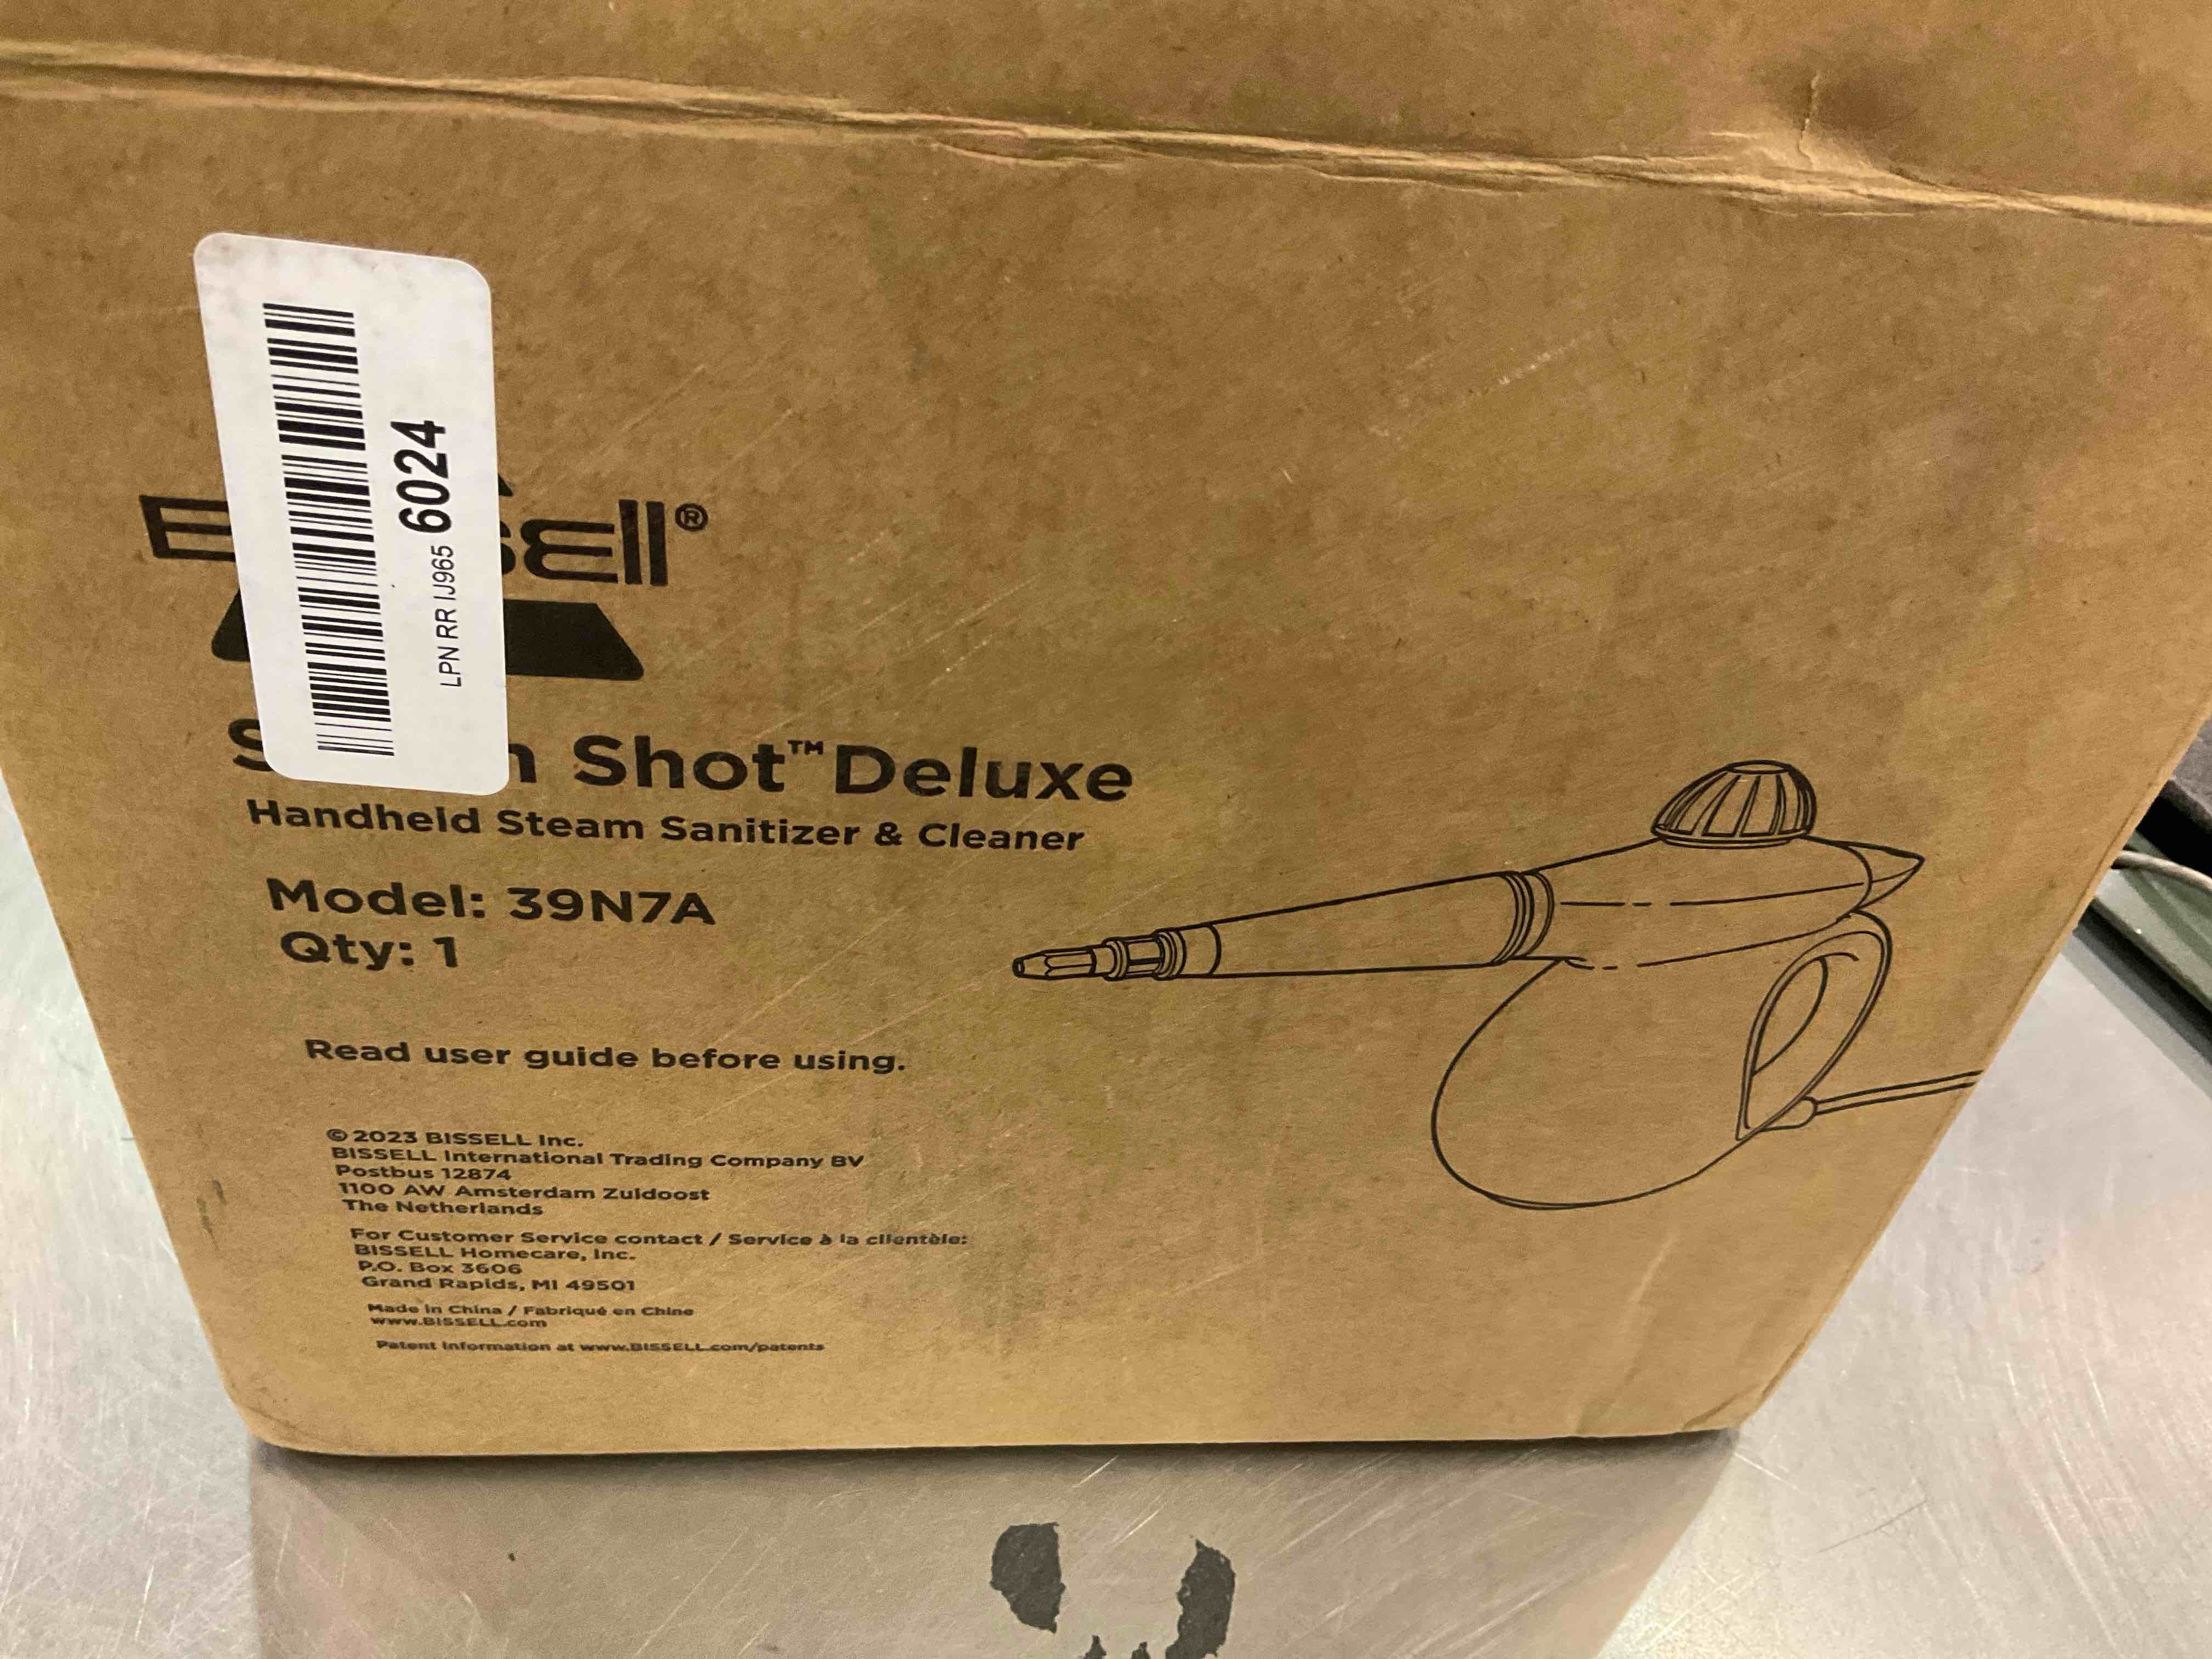 LPN RR IJ965 6024
Shot™ Deluxe
Handheld Steam Sanitizer & Cleaner
Model: 39N7A
Qty: 1
Read user guide before using.
© 2023 BISSELL Inc.
BISSELL International Trading Company BV
Postbus 12874
1100 AW Amsterdam Zuidoost
The Netherlands
For Customer Service contact / Service à la clientèle:
BISSELL Homecare, Inc.
P.O. Box 3606
Grand Rapids, MI 49501
Made in China / Fabriqué en Chine
www.BISSELL.com
Patent information at www.BISSELL.com/patents